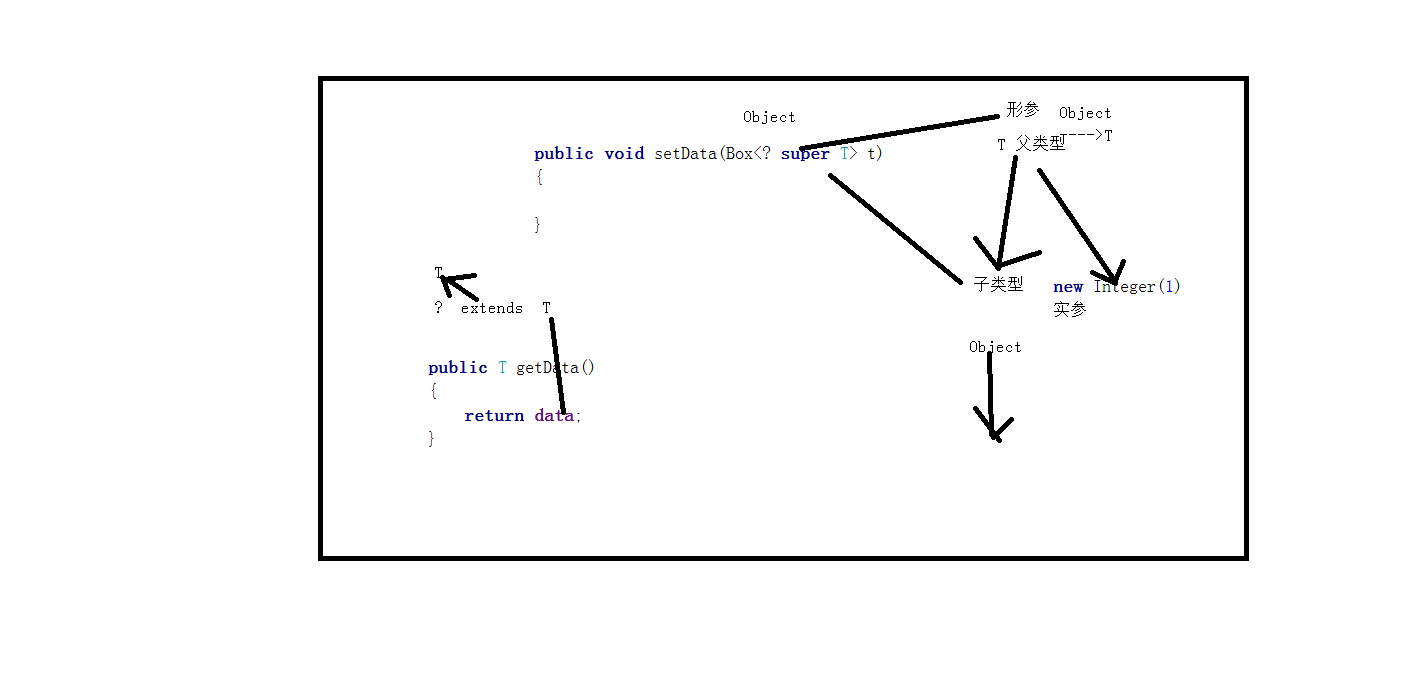 Object
形参 Object
T 父类型 ---->T
public void setData(Box<? super T> t)
{
}
T
? extends T
子类型 new Integer(1)
实参
Object
public T getData()
{
return data;
}